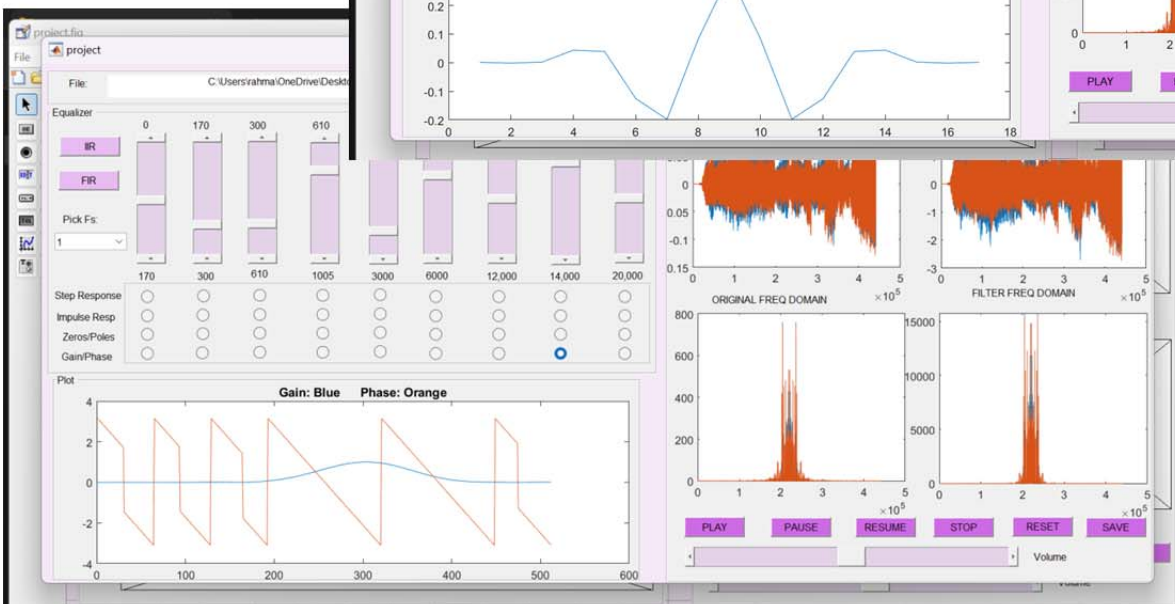 0.2
0.1
0
-0.1
-0.2
0 2 4 6 8 10 12 14 16 18
0
0 1 2
PLAY
project.fig
File
project
File: C:\Users\rahma\OneDrive\Deskto
Equalizer
0 170 300 610
IIR
FIR
Pick Fs:
1
170 300 610 1005 3000 6000 12,000 14,000 20,000
Step Response
Impulse Resp
Zeros/Poles
Gain/Phase
Plot
Gain: Blue Phase: Orange
4
2
0
-2
-4
0 100 200 300 400 500 600
0
0.05
-0.1
0.15
0 1 2 3 4 5
×10⁵
0
-1
-2
-3
0 1 2 3 4 5
×10⁵
ORIGINAL FREQ DOMAIN
800
600
400
200
0
0 1 2 3 4 5
×10⁵
FILTER FREQ DOMAIN
15000
10000
5000
0
0 1 2 3 4 5
×10⁵
PLAY PAUSE RESUME STOP RESET SAVE
Volume